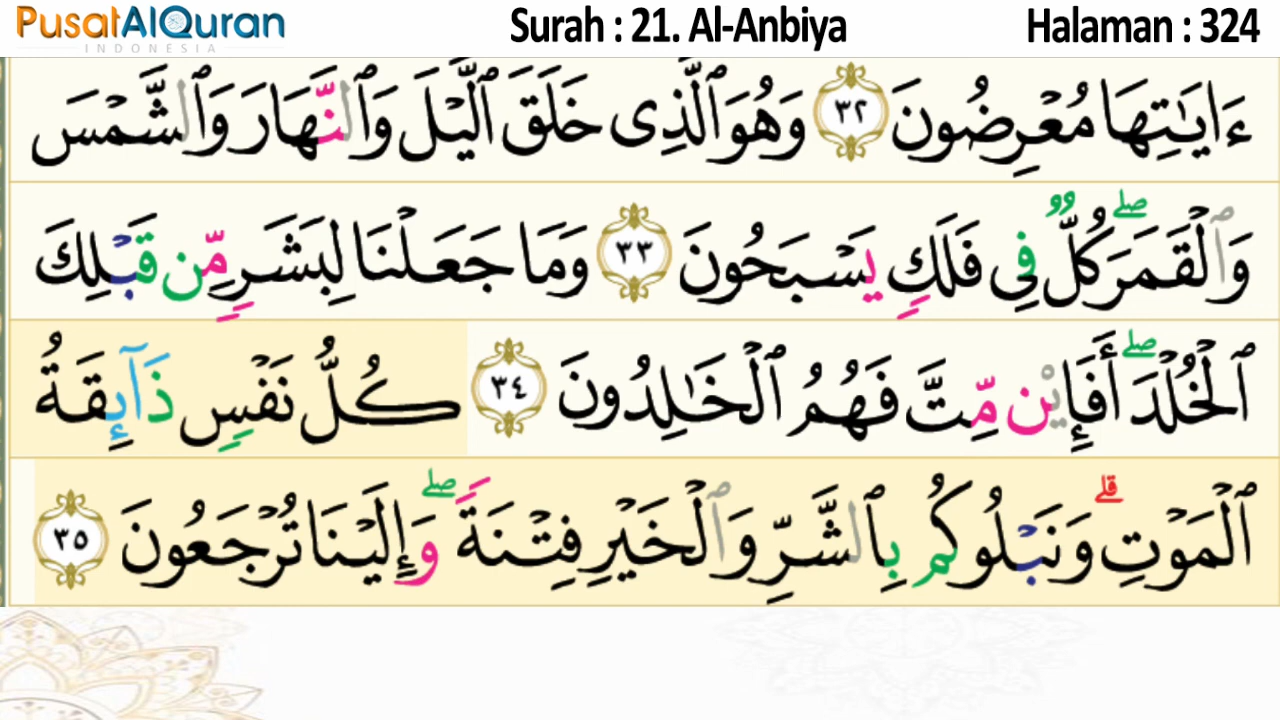 PusatAlQuran
INDONESIA
Surah : 21. Al-Anbiya
Halaman : 324
ءَايَـٰتِهَا مُعْرِضُونَ ٣٢ وَهُوَ ٱلَّذِى خَلَقَ ٱلَّيْلَ وَٱلنَّهَارَ وَٱلشَّمْسَ
وَٱلْقَمَرَ ۖ كُلٌّ فِى فَلَكٍ يَسْبَحُونَ ٣٣ وَمَا جَعَلْنَا لِبَشَرٍ مِّن قَبْلِكَ
ٱلْخُلْدَ ۖ أَفَإِي۟ن مِّتَّ فَهُمُ ٱلْخَـٰلِدُونَ ٣٤ كُلُّ نَفْسٍ ذَآئِقَةُ
ٱلْمَوْتِ ۗ وَنَبْلُوكُم بِٱلشَّرِّ وَٱلْخَيْرِ فِتْنَةً ۖ وَإِلَيْنَا تُرْجَعُونَ ٣٥